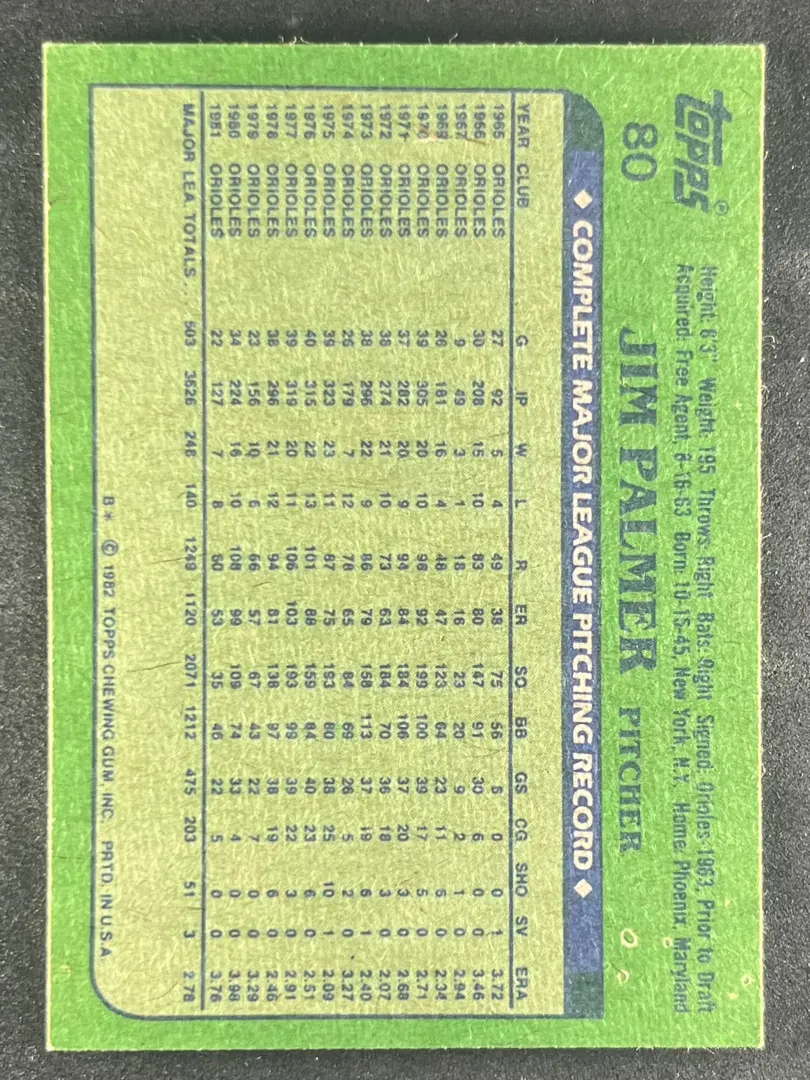 topps®
80
Height: 6'3" Weight: 195 Throws: Right Bats: Right Signed: Orioles 1963, Prior to Draft
Acquired: Free Agent, 8-16-63 Born: 10-15-45, New York, N.Y. Home: Phoenix, Maryland
JIM PALMER PITCHER
◆ COMPLETE MAJOR LEAGUE PITCHING RECORD ◆
YEAR CLUB G IP W L R ER SO BB GS CG SHO SV ERA
1965 ORIOLES 27 92 5 4 49 38 75 56 6 0 0 1 3.72
1966 ORIOLES 30 208 15 10 83 80 147 91 30 6 0 0 3.46
1967 ORIOLES 9 49 3 1 18 16 23 20 9 2 1 0 2.94
1969 ORIOLES 26 181 16 4 48 47 123 64 23 11 6 0 2.34
1970 ORIOLES 39 305 20 10 98 92 199 100 39 17 5 0 2.71
1971 ORIOLES 37 282 20 9 94 84 184 106 37 20 3 0 2.68
1972 ORIOLES 38 274 21 10 73 63 184 70 36 18 3 0 2.07
1973 ORIOLES 38 296 22 9 86 79 158 113 37 19 6 1 2.40
1974 ORIOLES 26 179 7 12 78 65 84 69 26 5 2 0 3.27
1975 ORIOLES 39 323 23 11 87 75 193 80 38 25 10 1 2.09
1976 ORIOLES 40 315 22 13 101 88 159 84 40 23 6 0 2.51
1977 ORIOLES 39 319 20 11 106 103 193 99 39 22 3 0 2.91
1978 ORIOLES 38 296 21 12 94 81 138 97 38 19 6 0 2.46
1979 ORIOLES 23 156 10 6 66 57 67 43 22 7 0 0 3.29
1980 ORIOLES 34 224 16 10 108 99 109 74 33 4 0 0 3.98
1981 ORIOLES 22 127 7 8 60 53 35 46 22 5 0 0 3.76
MAJOR LEA. TOTALS... 503 3626 248 140 1249 1120 2071 1212 475 203 51 3 2.78
B* © 1982 TOPPS CHEWING GUM, INC. PRTD. IN U.S.A.